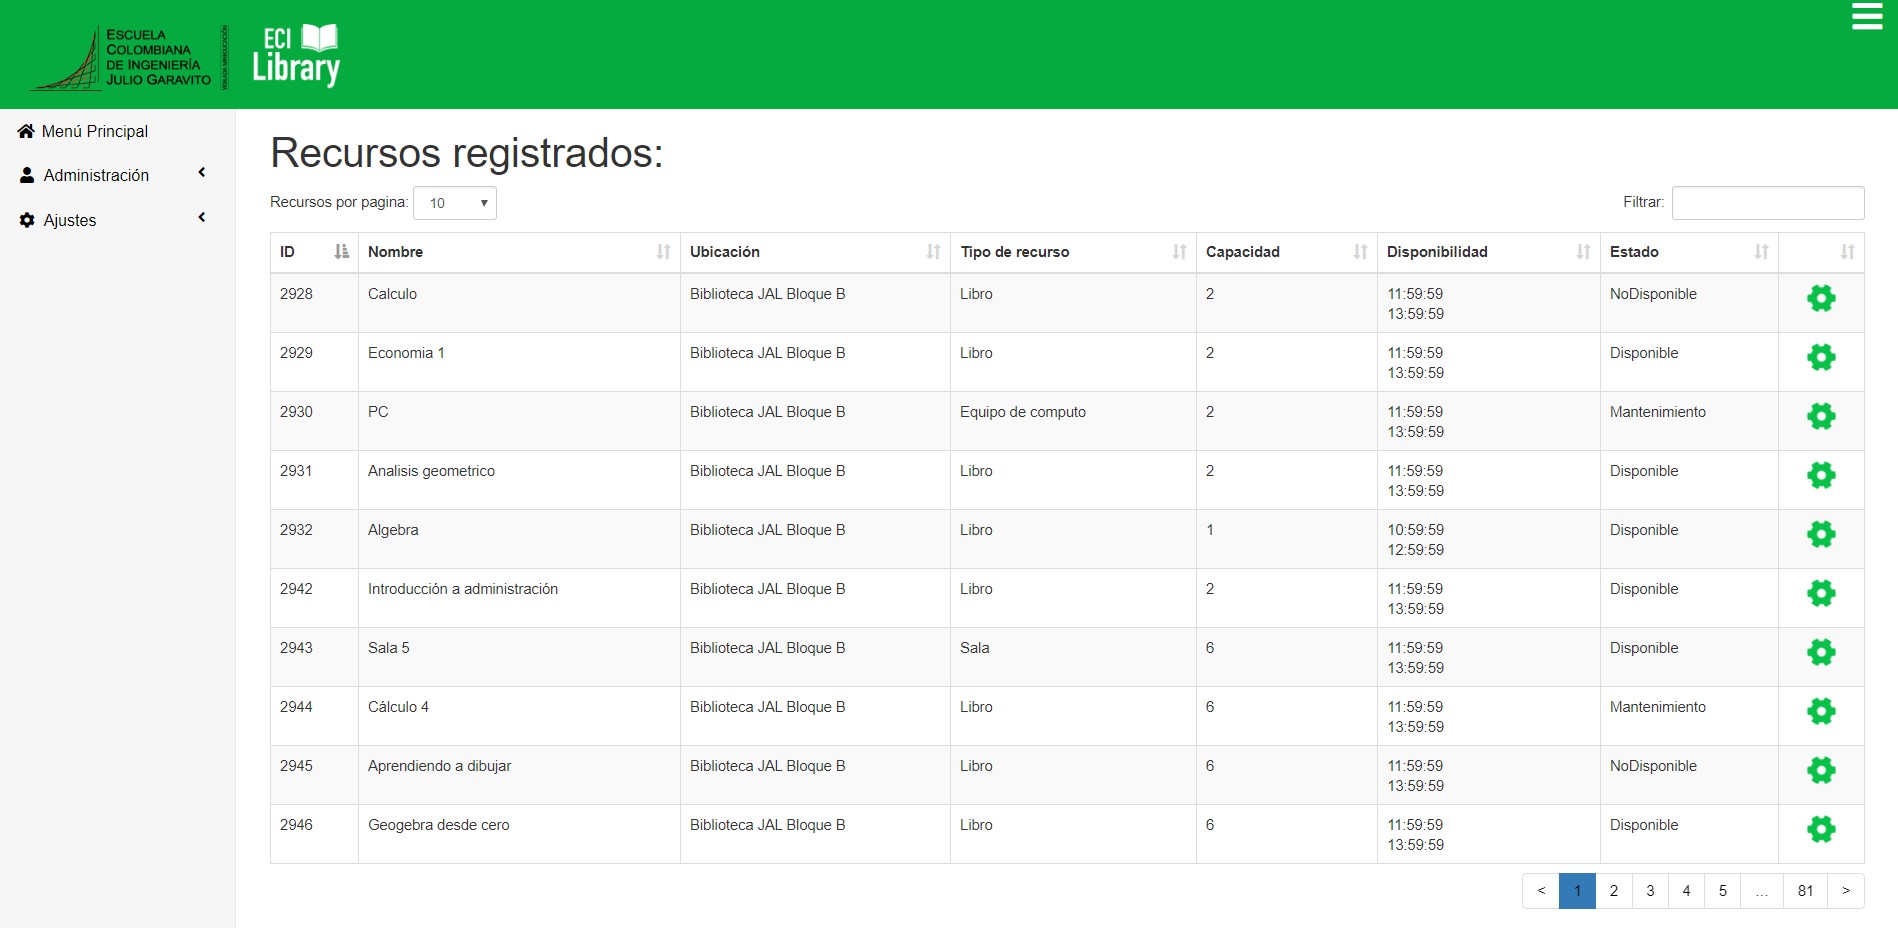 ESCUELA
COLOMBIANA
DE INGENIERÍA
JULIO GARAVITO
VIGILADA MINEDUCACIÓN
ECI
Library
Menú Principal
Administración
Ajustes
Recursos registrados:
Recursos por pagina: 10
Filtrar:
ID Nombre Ubicación Tipo de recurso Capacidad Disponibilidad Estado
2928 Calculo Biblioteca JAL Bloque B Libro 2 11:59:59 NoDisponible
13:59:59
2929 Economia 1 Biblioteca JAL Bloque B Libro 2 11:59:59 Disponible
13:59:59
2930 PC Biblioteca JAL Bloque B Equipo de computo 2 11:59:59 Mantenimiento
13:59:59
2931 Analisis geometrico Biblioteca JAL Bloque B Libro 2 11:59:59 Disponible
13:59:59
2932 Algebra Biblioteca JAL Bloque B Libro 1 10:59:59 Disponible
12:59:59
2942 Introducción a administración Biblioteca JAL Bloque B Libro 2 11:59:59 Disponible
13:59:59
2943 Sala 5 Biblioteca JAL Bloque B Sala 6 11:59:59 Disponible
13:59:59
2944 Cálculo 4 Biblioteca JAL Bloque B Libro 6 11:59:59 Mantenimiento
13:59:59
2945 Aprendiendo a dibujar Biblioteca JAL Bloque B Libro 6 11:59:59 NoDisponible
13:59:59
2946 Geogebra desde cero Biblioteca JAL Bloque B Libro 6 11:59:59 Disponible
13:59:59
< 1 2 3 4 5 … 81 >